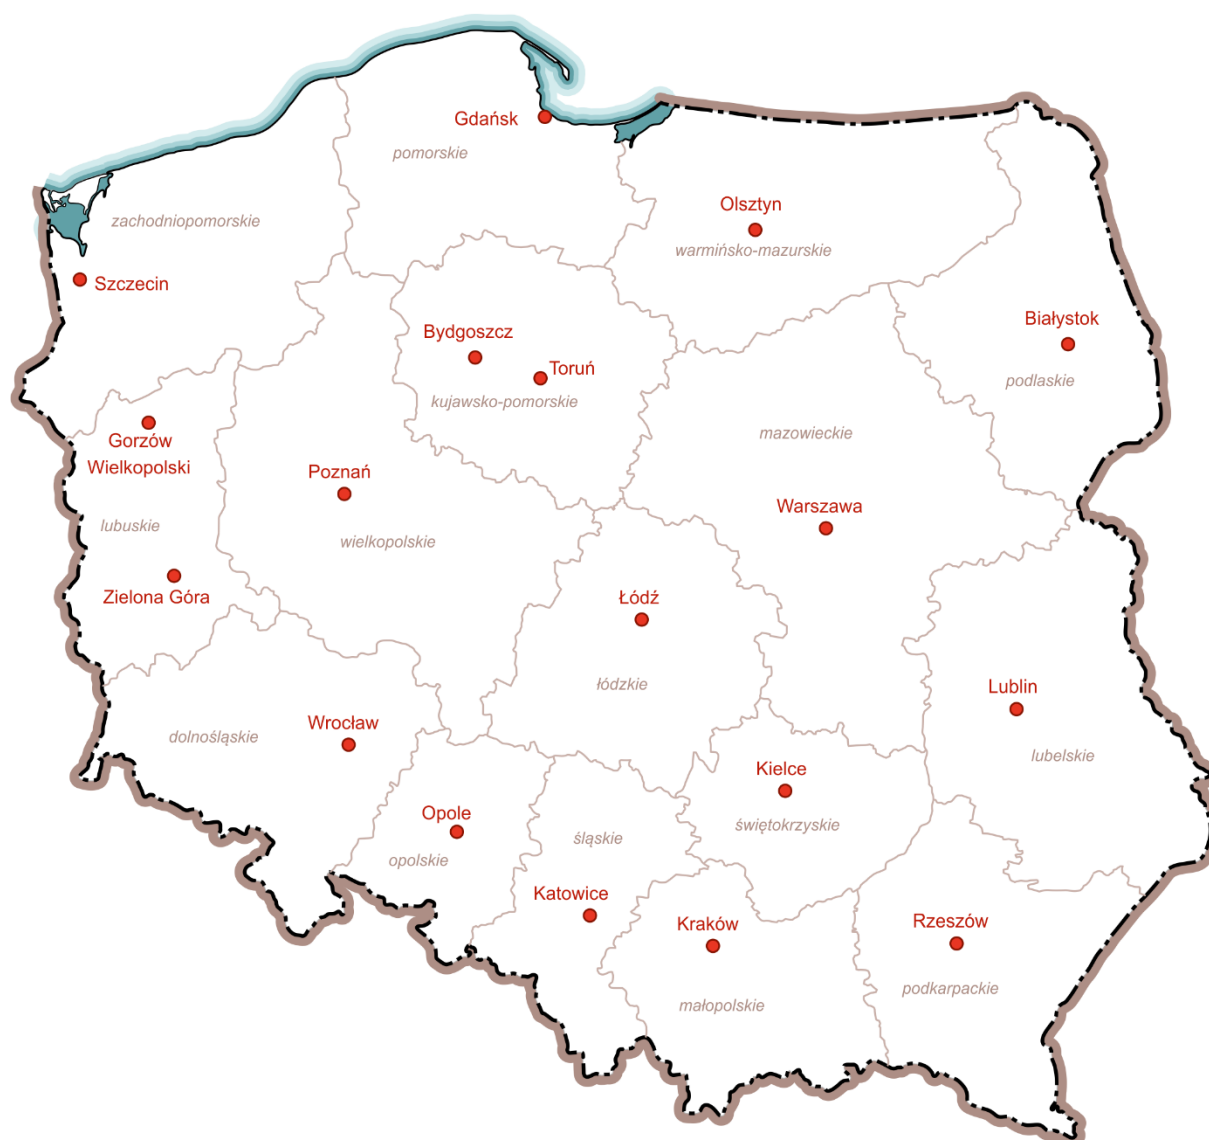 Gdańsk
pomorskie
Olsztyn
zachodniopomorskie
warmińsko-mazurskie
Szczecin
Białystok
Bydgoszcz
Toruń
podlaskie
kujawsko-pomorskie
mazowieckie
Gorzów
Wielkopolski
Poznań
Warszawa
lubuskie
wielkopolskie
Zielona Góra
Łódź
łódzkie
Lublin
Wrocław
dolnośląskie
lubelskie
Kielce
Opole
świętokrzyskie
śląskie
opolskie
Katowice
Kraków
Rzeszów
podkarpackie
małopolskie